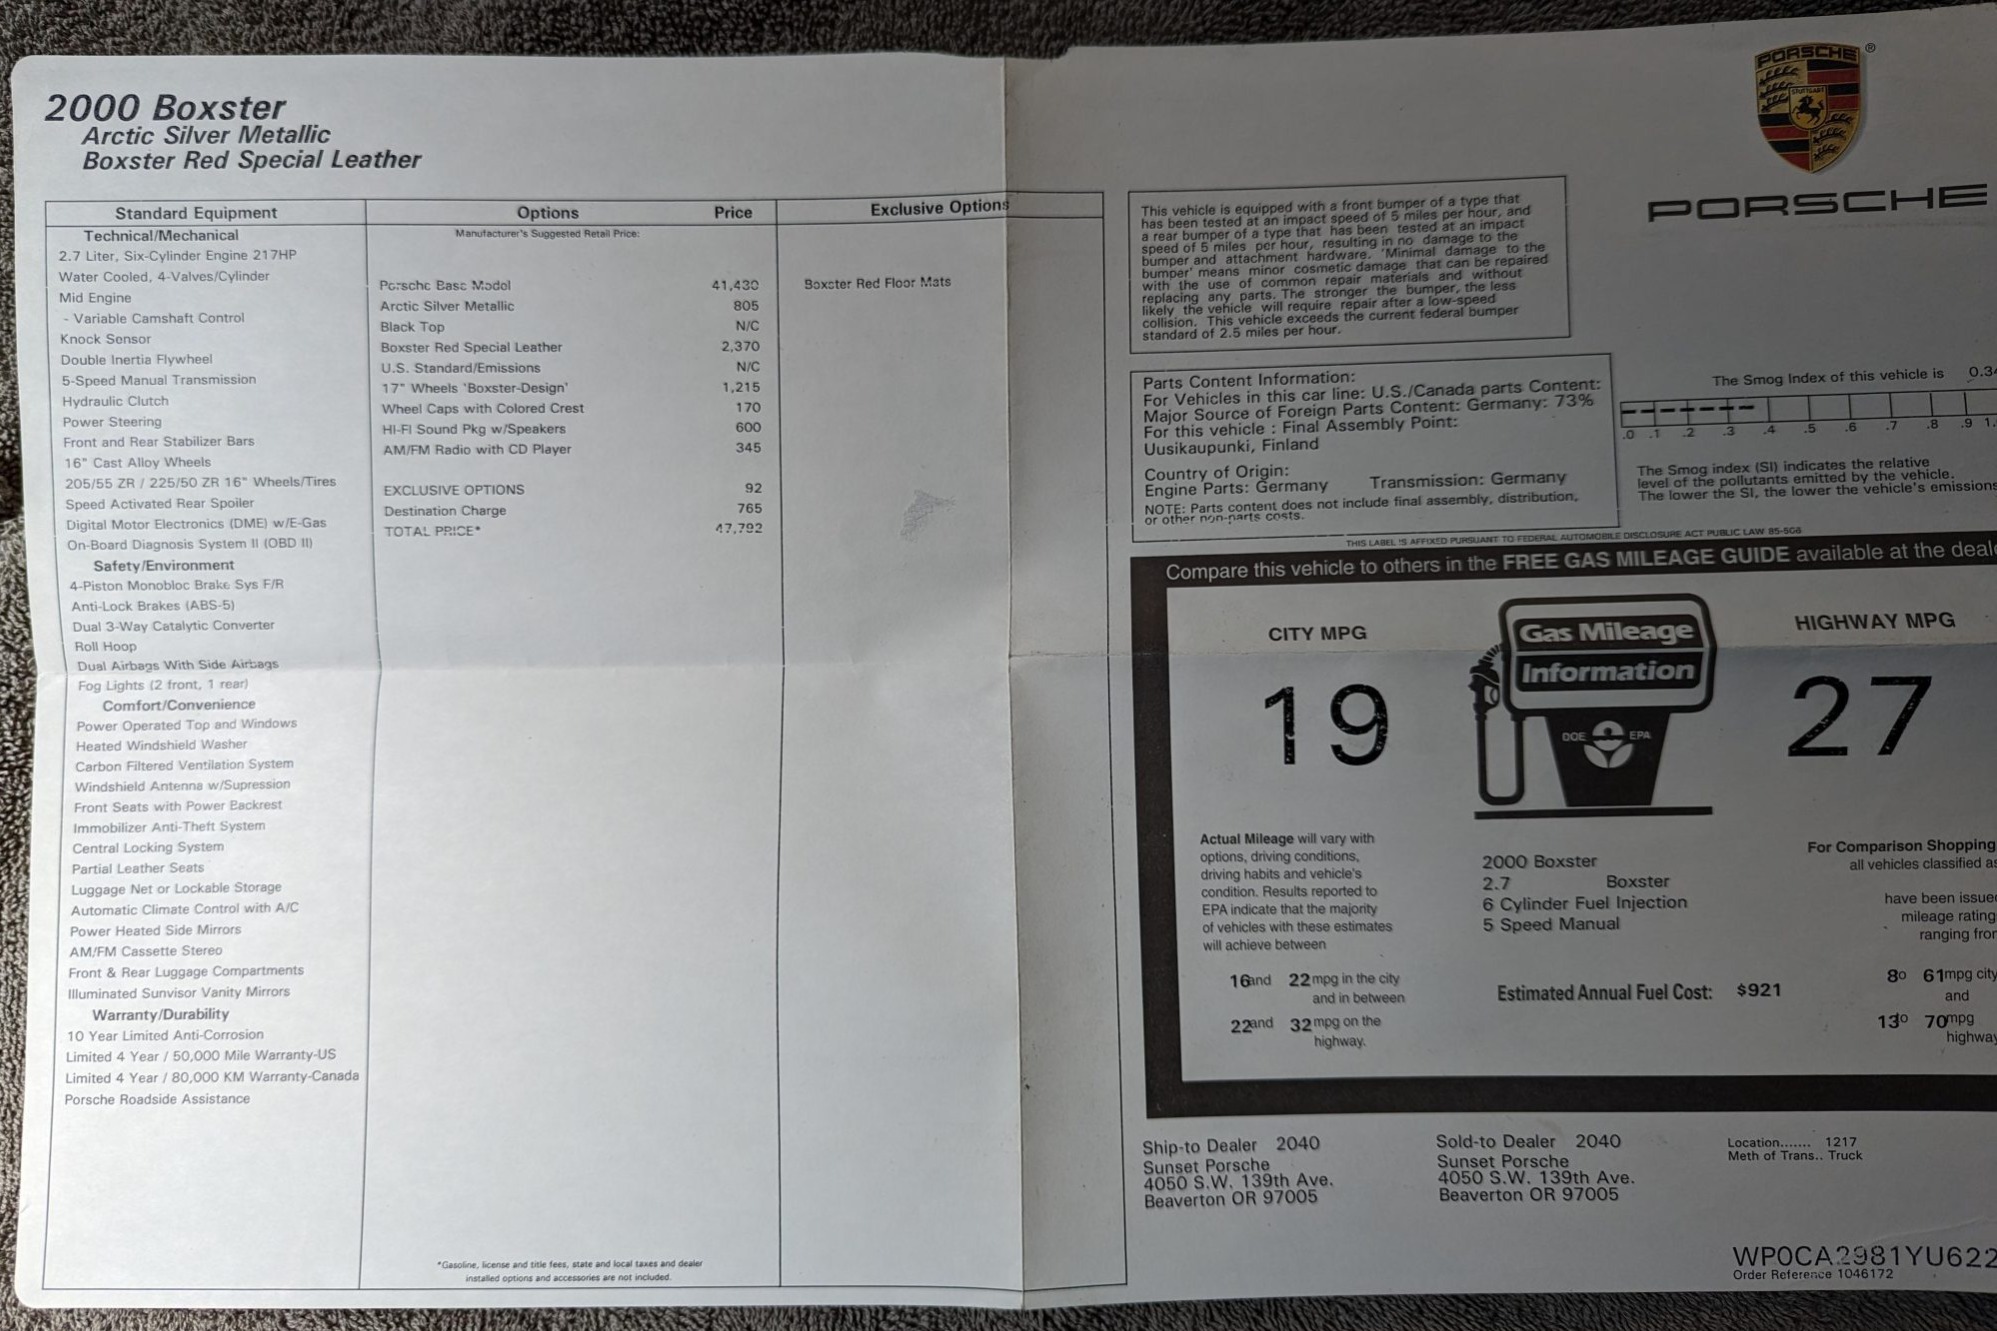 2000 Boxster
Arctic Silver Metallic
Boxster Red Special Leather
Standard Equipment
Technical/Mechanical
2.7 Liter, Six-Cylinder Engine 217HP
Water Cooled, 4-Valves/Cylinder
Mid Engine
- Variable Camshaft Control
Knock Sensor
Double Inertia Flywheel
5-Speed Manual Transmission
Hydraulic Clutch
Power Steering
Front and Rear Stabilizer Bars
16" Cast Alloy Wheels
205/55 ZR / 225/50 ZR 16" Wheels/Tires
Speed Activated Rear Spoiler
Digital Motor Electronics (DME) w/E-Gas
On-Board Diagnosis System II (OBD II)
Safety/Environment
4-Piston Monobloc Brake Sys F/R
Anti-Lock Brakes (ABS-5)
Dual 3-Way Catalytic Converter
Roll Hoop
Dual Airbags With Side Airbags
Fog Lights (2 front, 1 rear)
Comfort/Convenience
Power Operated Top and Windows
Heated Windshield Washer
Carbon Filtered Ventilation System
Windshield Antenna w/Supression
Front Seats with Power Backrest
Immobilizer Anti-Theft System
Central Locking System
Partial Leather Seats
Luggage Net or Lockable Storage
Automatic Climate Control with A/C
Power Heated Side Mirrors
AM/FM Cassette Stereo
Front & Rear Luggage Compartments
Illuminated Sunvisor Vanity Mirrors
Warranty/Durability
10 Year Limited Anti-Corrosion
Limited 4 Year / 50,000 Mile Warranty-US
Limited 4 Year / 80,000 KM Warranty-Canada
Porsche Roadside Assistance
Options Price
Manufacturer's Suggested Retail Price:
Porsche Base Model 41,430
Arctic Silver Metallic 805
Black Top N/C
Boxster Red Special Leather 2,370
U.S. Standard/Emissions N/C
17" Wheels 'Boxster-Design' 1,215
Wheel Caps with Colored Crest 170
HI-FI Sound Pkg w/Speakers 600
AM/FM Radio with CD Player 345
EXCLUSIVE OPTIONS 92
Destination Charge 765
TOTAL PRICE* 47,792
*Gasoline, license and title fees, state and local taxes and dealer
installed options and accessories are not included.
Exclusive Options
Boxster Red Floor Mats
PORSCHE
STUTTGART
®
PORSCHE
This vehicle is equipped with a front bumper of a type that
has been tested at an impact speed of 5 miles per hour, and
a rear bumper of a type that has been tested at an impact
speed of 5 miles per hour, resulting in no damage to the
bumper and attachment hardware. 'Minimal damage to the
bumper' means minor cosmetic damage that can be repaired
with the use of common repair materials and without
replacing any parts. The stronger the bumper, the less
likely the vehicle will require repair after a low-speed
collision. This vehicle exceeds the current federal bumper
standard of 2.5 miles per hour.
Parts Content Information:
For Vehicles in this car line: U.S./Canada parts Content:
Major Source of Foreign Parts Content: Germany: 73%
For this vehicle : Final Assembly Point:
Uusikaupunki, Finland
Country of Origin:
Engine Parts: Germany Transmission: Germany
NOTE: Parts content does not include final assembly, distribution,
or other non-parts costs.
The Smog Index of this vehicle is 0.34
.0 .1 .2 .3 .4 .5 .6 .7 .8 .9 1.
The Smog index (SI) indicates the relative
level of the pollutants emitted by the vehicle.
The lower the SI, the lower the vehicle's emissions
THIS LABEL IS AFFIXED PURSUANT TO FEDERAL AUTOMOBILE DISCLOSURE ACT PUBLIC LAW 85-506
Compare this vehicle to others in the FREE GAS MILEAGE GUIDE available at the deal
CITY MPG
19
Gas Mileage
Information
DOE EPA
HIGHWAY MPG
27
Actual Mileage will vary with
options, driving conditions,
driving habits and vehicle's
condition. Results reported to
EPA indicate that the majority
of vehicles with these estimates
will achieve between
16and 22mpg in the city
and in between
22and 32mpg on the
highway.
2000 Boxster
2.7 Boxster
6 Cylinder Fuel Injection
5 Speed Manual
Estimated Annual Fuel Cost: $921
For Comparison Shopping
all vehicles classified as
have been issue
mileage rating
ranging from
8o 61mpg city
and
13o 70mpg
highway
Ship-to Dealer 2040
Sunset Porsche
4050 S.W. 139th Ave.
Beaverton OR 97005
Sold-to Dealer 2040
Sunset Porsche
4050 S.W. 139th Ave.
Beaverton OR 97005
Location....... 1217
Meth of Trans.. Truck
WP0CA2981YU622
Order Reference 1046172